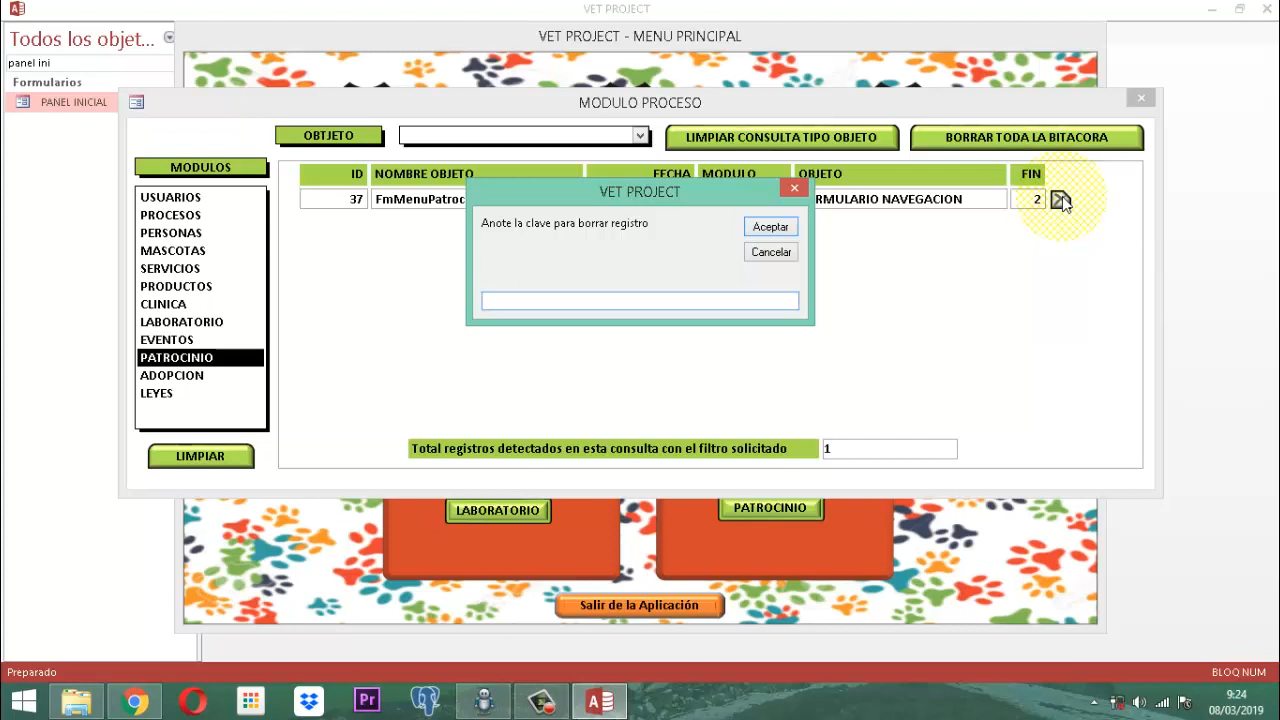 VET PROJECT
Todos los objet...
panel ini
Formularios
PANEL INICIAL
VET PROJECT - MENU PRINCIPAL
MODULO PROCESO
OBTJETO
LIMPIAR CONSULTA TIPO OBJETO
BORRAR TODA LA BITACORA
MODULOS
USUARIOS
PROCESOS
PERSONAS
MASCOTAS
SERVICIOS
PRODUCTOS
CLINICA
LABORATORIO
EVENTOS
PATROCINIO
ADOPCION
LEYES
LIMPIAR
ID NOMBRE OBJETO FECHA MODULO OBJETO FIN
37 FmMenuPatroc RMULARIO NAVEGACION 2
VET PROJECT
Anote la clave para borrar registro
Aceptar
Cancelar
Total registros detectados en esta consulta con el filtro solicitado 1
LABORATORIO
PATROCINIO
Salir de la Aplicación
Preparado
BLOQ NUM
Pr
9:24
08/03/2019